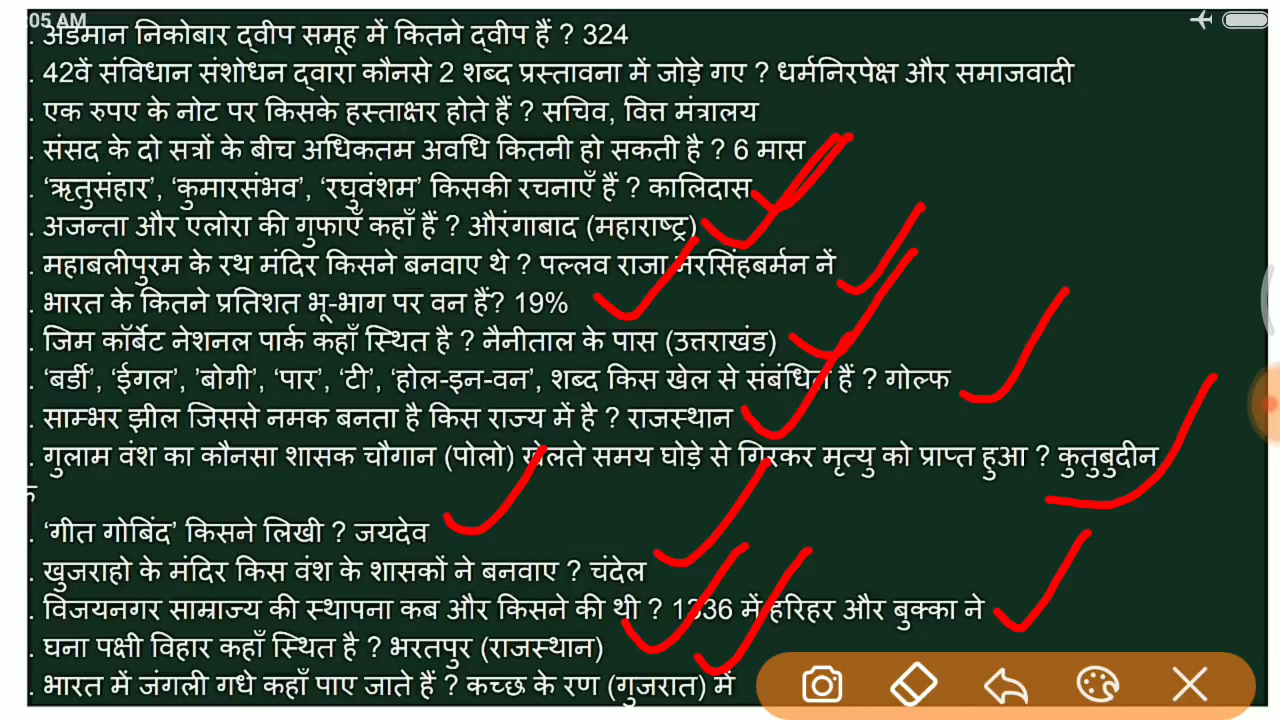 05 AM
. अंडमान निकोबार द्वीप समूह में कितने द्वीप हैं ? 324
. 42वें संविधान संशोधन द्वारा कौनसे 2 शब्द प्रस्तावना में जोड़े गए ? धर्मनिरपेक्ष और समाजवादी
. एक रुपए के नोट पर किसके हस्ताक्षर होते हैं ? सचिव, वित्त मंत्रालय
. संसद के दो सत्रों के बीच अधिकतम अवधि कितनी हो सकती है ? 6 मास
. ‘ऋतुसंहार’, ‘कुमारसंभव’, ‘रघुवंशम’ किसकी रचनाएँ हैं ? कालिदास
. अजन्ता और एलोरा की गुफाएँ कहाँ हैं ? औरंगाबाद (महाराष्ट्र)
. महाबलीपुरम के रथ मंदिर किसने बनवाए थे ? पल्लव राजा नरसिंहबर्मन नें
. भारत के कितने प्रतिशत भू-भाग पर वन हैं? 19%
. जिम कॉर्बेट नेशनल पार्क कहाँ स्थित है ? नैनीताल के पास (उत्तराखंड)
. ‘बर्डी’, ‘ईगल’, ’बोगी’, ‘पार’, ‘टी’, ‘होल-इन-वन’, शब्द किस खेल से संबंधित हैं ? गोल्फ
. साम्भर झील जिससे नमक बनता है किस राज्य में है ? राजस्थान
. गुलाम वंश का कौनसा शासक चौगान (पोलो) खेलते समय घोड़े से गिरकर मृत्यु को प्राप्त हुआ ? कुतुबुदीन
क
. ‘गीत गोबिंद’ किसने लिखी ? जयदेव
. खुजराहो के मंदिर किस वंश के शासकों ने बनवाए ? चंदेल
. विजयनगर साम्राज्य की स्थापना कब और किसने की थी ? 1336 में हरिहर और बुक्का ने
. घना पक्षी विहार कहाँ स्थित है ? भरतपुर (राजस्थान)
. भारत में जंगली गधे कहाँ पाए जाते हैं ? कच्छ के रण (गुजरात) में